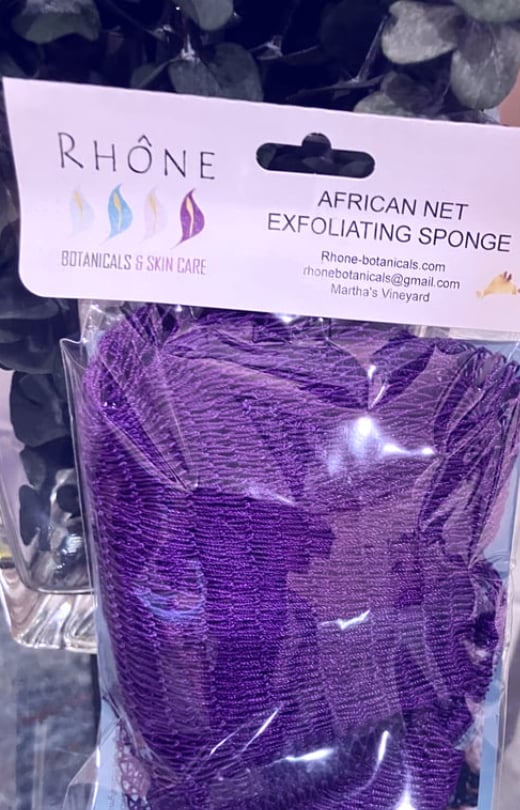 RHÔNE
BOTANICALS & SKIN CARE
AFRICAN NET
EXFOLIATING SPONGE
Rhone-botanicals.com
rhonebotanicals@gmail.com
Martha's Vineyard